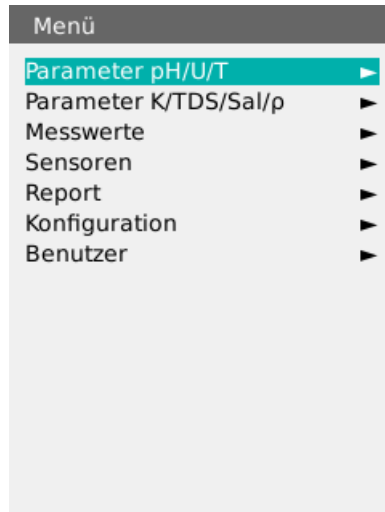 Menü
Parameter pH/U/T
Parameter K/TDS/Sal/ρ
Messwerte
Sensoren
Report
Konfiguration
Benutzer